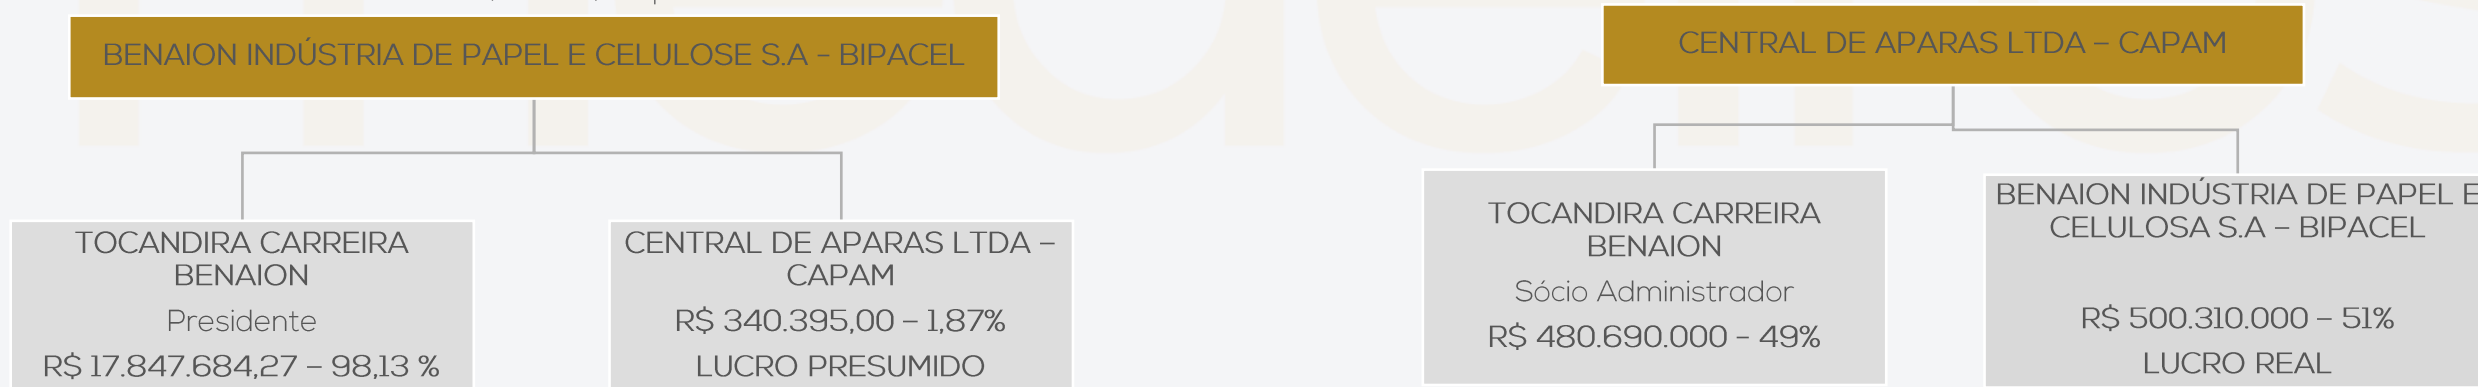 BENAION INDÚSTRIA DE PAPEL E CELULOSE S.A – BIPACEL
TOCANDIRA CARREIRA
BENAION
Presidente
R$ 17.847.684,27 – 98,13 %
CENTRAL DE APARAS LTDA –
CAPAM
R$ 340.395,00 – 1,87%
LUCRO PRESUMIDO
CENTRAL DE APARAS LTDA – CAPAM
TOCANDIRA CARREIRA
BENAION
Sócio Administrador
R$ 480.690.000 – 49%
BENAION INDÚSTRIA DE PAPEL E
CELULOSA S.A – BIPACEL
R$ 500.310.000 – 51%
LUCRO REAL